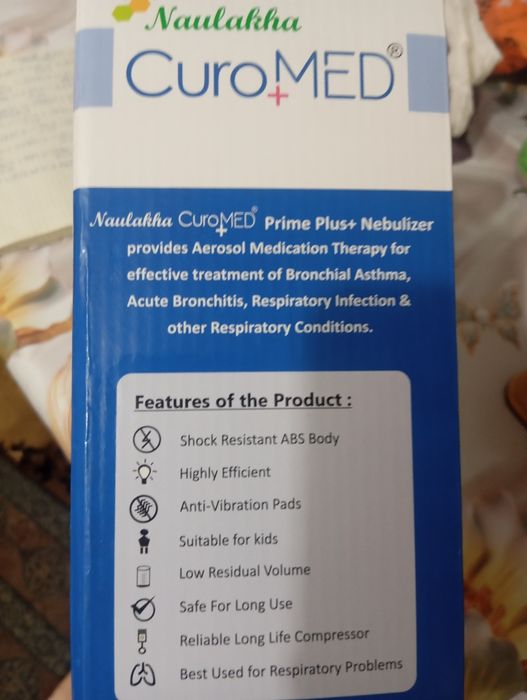 Naulakha
CuroMED®
Naulakha CuroMED® Prime Plus+ Nebulizer
provides Aerosol Medication Therapy for
effective treatment of Bronchial Asthma,
Acute Bronchitis, Respiratory Infection &
other Respiratory Conditions.
Features of the Product :
Shock Resistant ABS Body
Highly Efficient
Anti-Vibration Pads
Suitable for kids
Low Residual Volume
Safe For Long Use
Reliable Long Life Compressor
Best Used for Respiratory Problems